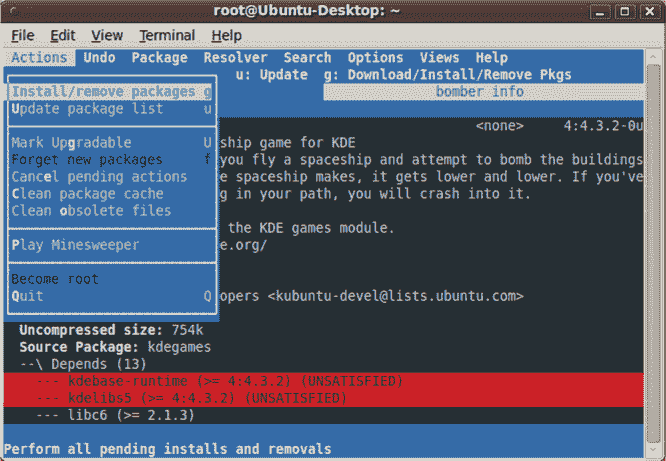 root@Ubuntu-Desktop: ~
File Edit View Terminal Help
Actions Undo Package Resolver Search Options Views Help
u: Update g: Download/Install/Remove Pkgs
Install/remove packages g bomber info
Update package list u
<none> 4:4.3.2-0u
Mark Upgradable U ship game for KDE
Forget new packages f you fly a spaceship and attempt to bomb the buildings
Cancel pending actions e spaceship makes, it gets lower and lower. If you've
Clean package cache g in your path, you will crash into it.
Clean obsolete files
the KDE games module.
Play Minesweeper e.org/
Become root
Quit Q opers <kubuntu-devel@lists.ubuntu.com>
Uncompressed size: 754k
Source Package: kdegames
--\ Depends (13)
--- kdebase-runtime (>= 4:4.3.2) (UNSATISFIED)
--- kdelibs5 (>= 4:4.3.2) (UNSATISFIED)
--- libc6 (>= 2.1.3)
Perform all pending installs and removals